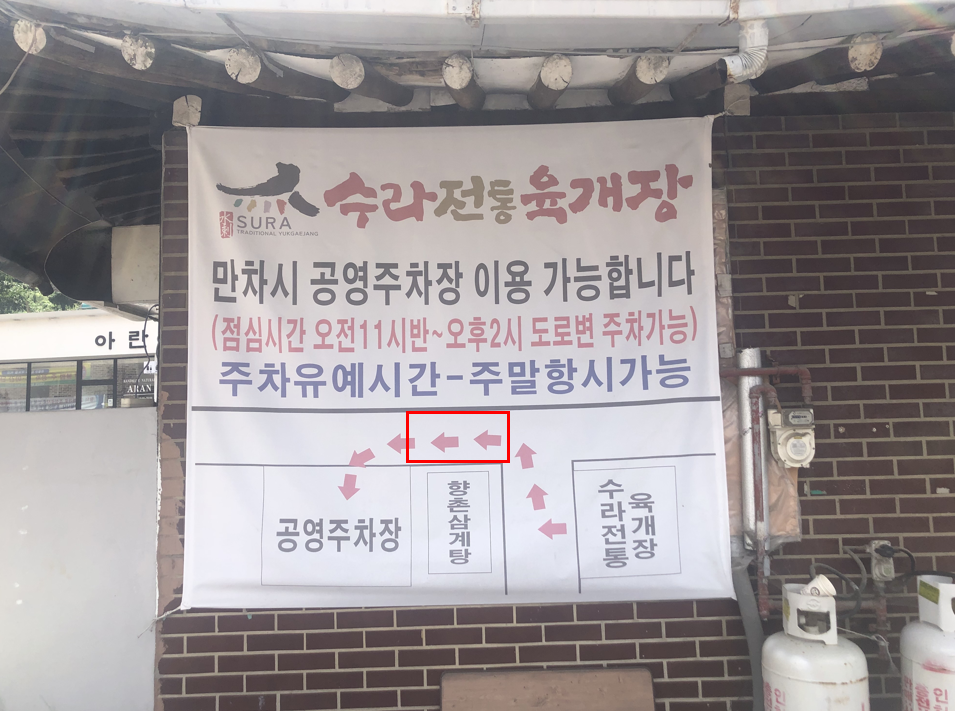 수라전통육개장
SURA
TRADITIONAL YUKGAEJANG
만차시 공영주차장 이용 가능합니다
(점심시간 오전11시반~오후2시 도로변 주차가능)
주차유예시간-주말항시가능
아란
ARAN
공영주차장
향촌삼계탕
수라전통
육개장